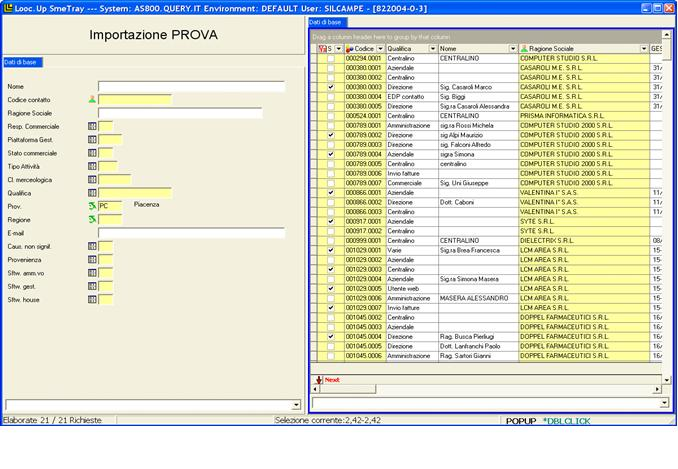 Looc.Up SmeTray --- System: AS800.QUERY.IT Environment: DEFAULT User: SILCAMPE - [822004-0-3]
Importazione PROVA
Dati di base
Nome
Codice contatto
Ragione Sociale
Resp. Commerciale
Piattaforma Gest.
Stato commerciale
Tipo Attività
Cl. merceologica
Qualifica
Prov. PC Piacenza
Regione
E-mail
Caus. non signif.
Provenienza
Sftw. amm.vo
Sftw. gest.
Sftw. house
Dati di base
Drag a column header here to group by that column
S Codice Qualifica Nome Ragione Sociale GES
000294.0001 Centralino CENTRALINO COMPUTER STUDIO S.R.L.
000380.0001 Aziendale CASAROLI M.E. S.R.L. 31/
000380.0002 Centralino CASAROLI M.E. S.R.L. 31/
000380.0003 Direzione Sig. Casaroli Marco CASAROLI M.E. S.R.L. 31/
000380.0004 EDP contatto Sig. Biggi CASAROLI M.E. S.R.L. 31/
000380.0005 Direzione Sig.ra Casaroli Alessandra CASAROLI M.E. S.R.L. 31/
000524.0001 Centralino CENTRALINO PRISMA INFORMATICA S.R.L.
000789.0001 Amministrazione sig.ra Rossi Michela COMPUTER STUDIO 2000 S.R.L.
000789.0002 Direzione sig Alpi Maurizio COMPUTER STUDIO 2000 S.R.L.
000789.0003 Direzione sig. Falconi Alfredo COMPUTER STUDIO 2000 S.R.L.
000789.0004 Aziendale sigra Simona COMPUTER STUDIO 2000 S.R.L.
000789.0005 Centralino centralino COMPUTER STUDIO 2000 S.R.L.
000789.0006 Invio fatture COMPUTER STUDIO 2000 S.R.L.
000789.0007 Commerciale Sig. Uni Giuseppe COMPUTER STUDIO 2000 S.R.L.
000866.0001 Aziendale VALENTINA I° S.A.S. 11/
000866.0002 Direzione Dott. Caboni VALENTINA I° S.A.S. 11/
000866.0003 Centralino VALENTINA I° S.A.S. 11/
000917.0001 Aziendale SYTE S.R.L.
000917.0002 Centralino SYTE S.R.L.
000999.0001 Centralino CENTRALINO DIELECTRIX S.R.L. 08/
001029.0001 Varie Sig.ra Brea Francesca LCM AREA S.R.L. 15-
001029.0002 Aziendale LCM AREA S.R.L. 15-
001029.0003 Centralino LCM AREA S.R.L. 15-
001029.0004 Aziendale Sig.ra Simona Masera LCM AREA S.R.L. 15-
001029.0005 Utente web LCM AREA S.R.L. 15-
001029.0006 Amministrazione MASERA ALESSANDRO LCM AREA S.R.L. 15-
001029.0007 Invio fatture LCM AREA S.R.L. 15-
001045.0002 Centralino DOPPEL FARMACEUTICI S.R.L. 16/
001045.0003 Aziendale DOPPEL FARMACEUTICI S.R.L. 16/
001045.0004 Direzione Rag. Busca Pierliugi DOPPEL FARMACEUTICI S.R.L. 16/
001045.0005 Direzione Dott. Lanfranchi Paolo DOPPEL FARMACEUTICI S.R.L. 16/
001045.0006 Amministrazione Rag. Sartori Gianni DOPPEL FARMACEUTICI S.R.L. 16/
Next
Elaborate 21 / 21 Richieste Selezione corrente:2,42-2,42 POPUP *DBLCLICK